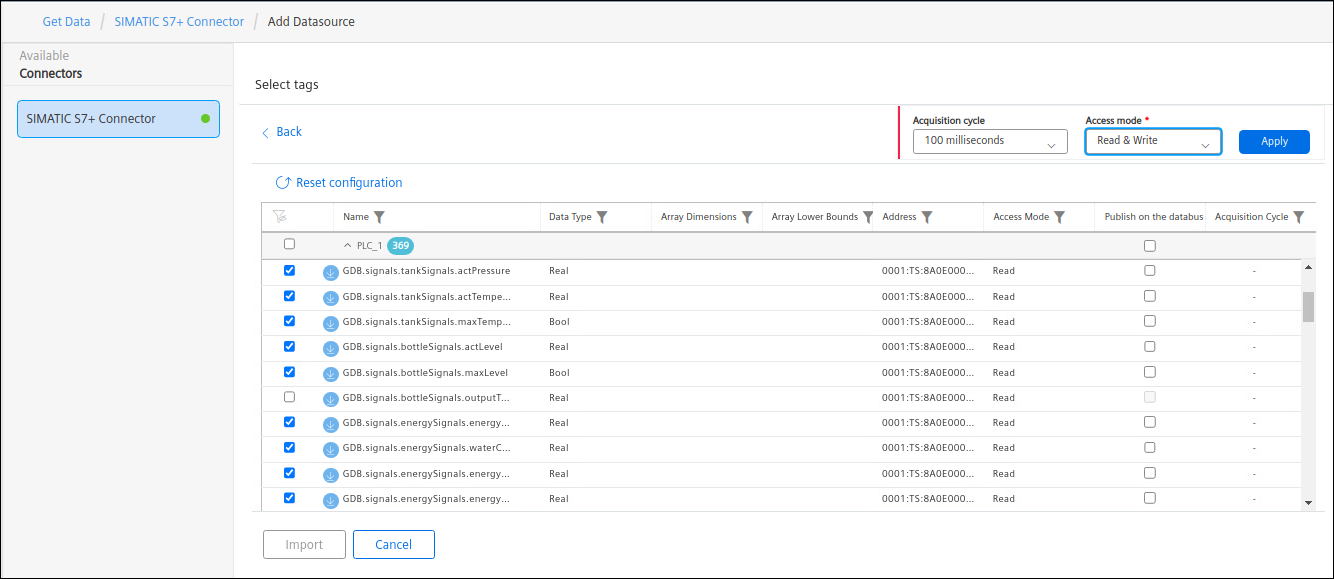 Get Data / SIMATIC S7+ Connector / Add Datasource
Available
Connectors
SIMATIC S7+ Connector
Select tags
Back
Acquisition cycle
100 milliseconds
Access mode *
Read & Write
Apply
Reset configuration
Name Data Type Array Dimensions Array Lower Bounds Address Access Mode Publish on the databus Acquisition Cycle
PLC_1 369
GDB.signals.tankSignals.actPressure Real 0001:TS:8A0E000... Read -
GDB.signals.tankSignals.actTempe... Real 0001:TS:8A0E000... Read -
GDB.signals.tankSignals.maxTemp... Bool 0001:TS:8A0E000... Read -
GDB.signals.bottleSignals.actLevel Real 0001:TS:8A0E000... Read -
GDB.signals.bottleSignals.maxLevel Bool 0001:TS:8A0E000... Read -
GDB.signals.bottleSignals.outputT... Real 0001:TS:8A0E000... Read -
GDB.signals.energySignals.energy... Real 0001:TS:8A0E000... Read -
GDB.signals.energySignals.waterC... Real 0001:TS:8A0E000... Read -
GDB.signals.energySignals.energy... Real 0001:TS:8A0E000... Read -
GDB.signals.energySignals.energy... Real 0001:TS:8A0E000... Read -
Import Cancel